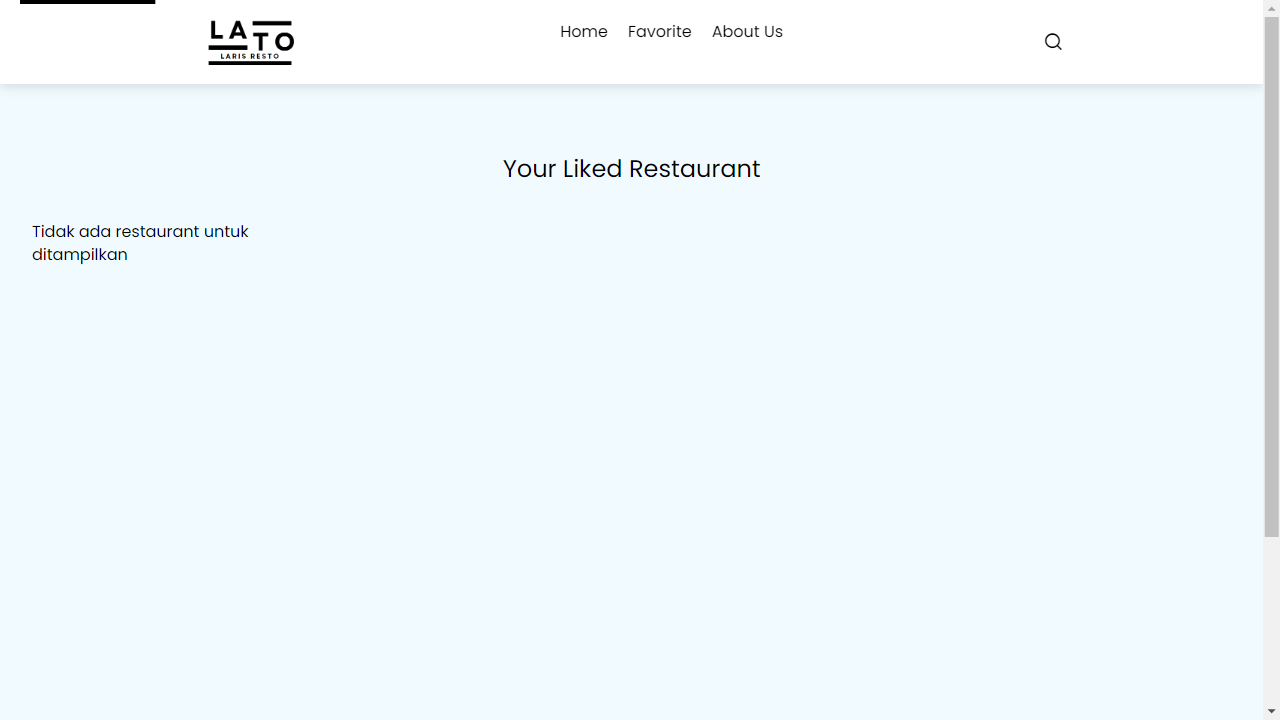 LATO
LARIS RESTO
Home Favorite About Us
Your Liked Restaurant
Tidak ada restaurant untuk
ditampilkan